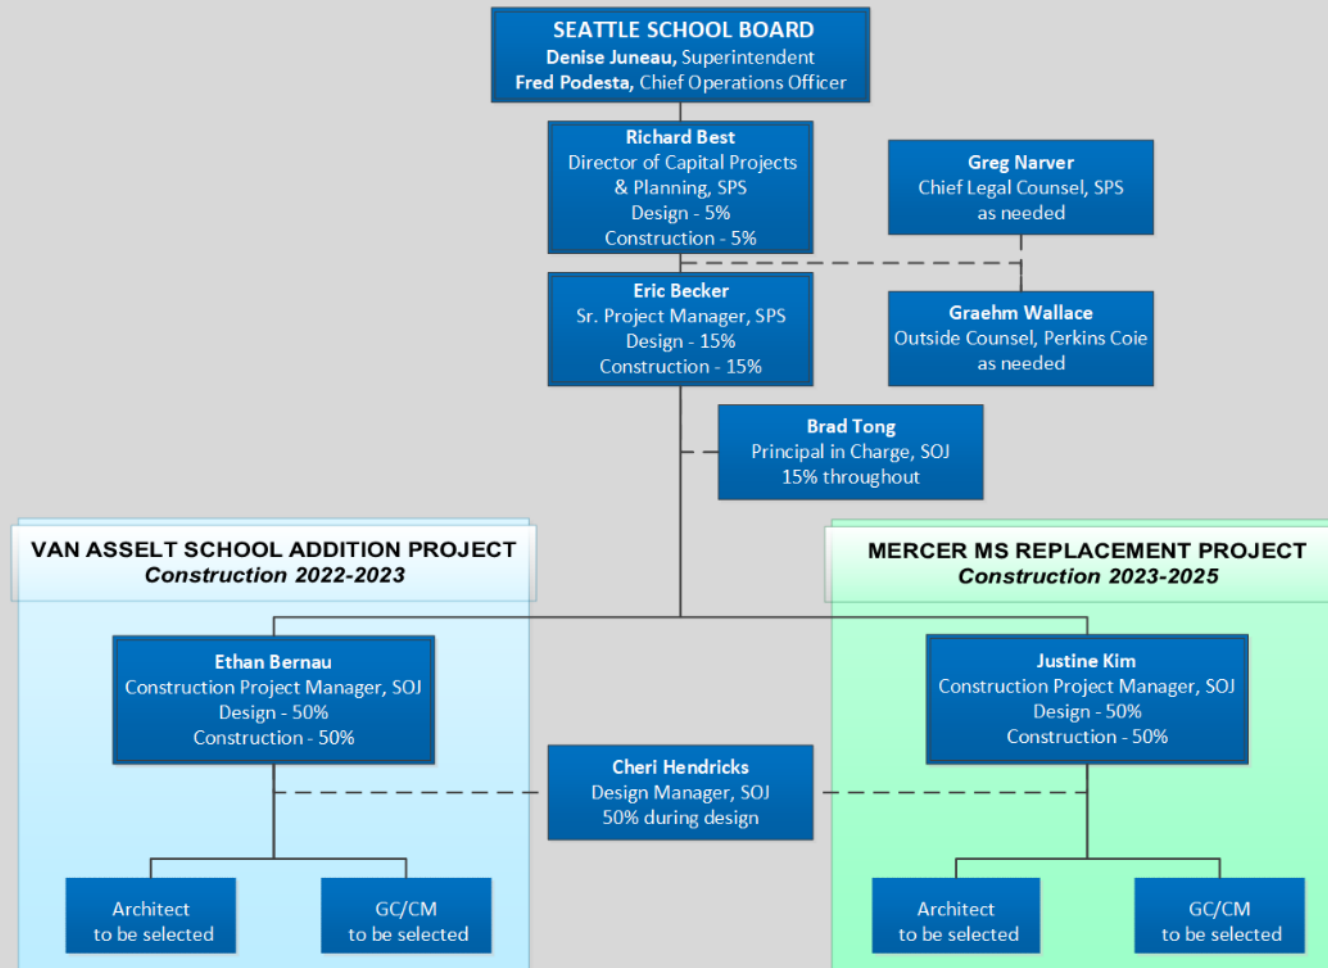 SEATTLE SCHOOL BOARD
Denise Juneau, Superintendent
Fred Podesta, Chief Operations Officer
Richard Best
Director of Capital Projects
& Planning, SPS
Design - 5%
Construction - 5%
Greg Narver
Chief Legal Counsel, SPS
as needed
Eric Becker
Sr. Project Manager, SPS
Design - 15%
Construction - 15%
Graehm Wallace
Outside Counsel, Perkins Coie
as needed
Brad Tong
Principal in Charge, SOJ
15% throughout
VAN ASSELT SCHOOL ADDITION PROJECT
Construction 2022-2023
MERCER MS REPLACEMENT PROJECT
Construction 2023-2025
Ethan Bernau
Construction Project Manager, SOJ
Design - 50%
Construction - 50%
Justine Kim
Construction Project Manager, SOJ
Design - 50%
Construction - 50%
Cheri Hendricks
Design Manager, SOJ
50% during design
Architect
to be selected
GC/CM
to be selected
Architect
to be selected
GC/CM
to be selected